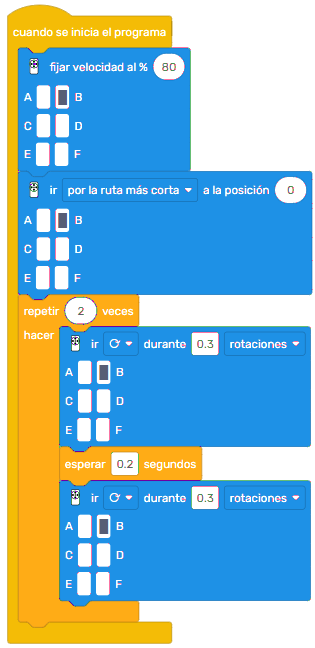 cuando se inicia el programa
fijar velocidad al % 80
A B
C D
E F
ir por la ruta más corta a la posición 0
A B
C D
E F
repetir 2 veces
hacer
ir durante 0.3 rotaciones
A B
C D
E F
esperar 0.2 segundos
ir durante 0.3 rotaciones
A B
C D
E F